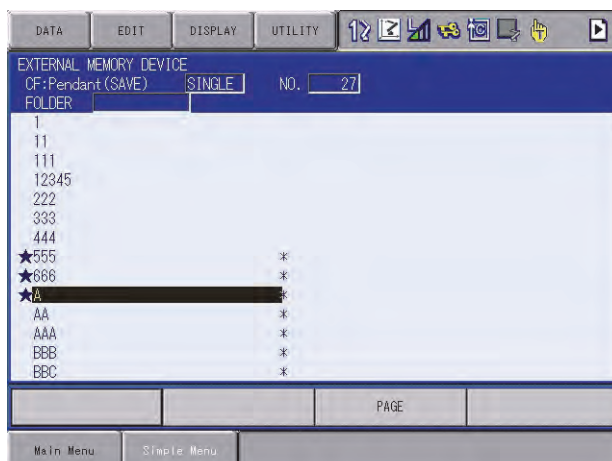 DATA EDIT DISPLAY UTILITY
EXTERNAL MEMORY DEVICE
CF:Pendant(SAVE) SINGLE NO. 27
FOLDER
1
11
111
12345
222
333
444
★555 *
★666 *
★A *
AA *
AAA *
BBB *
BBC *
PAGE
Main Menu Simple Menu